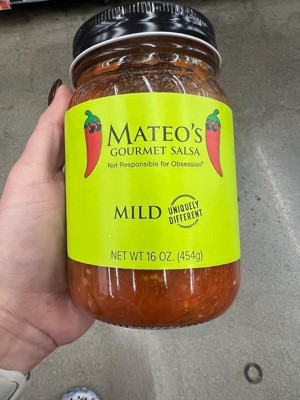 MATEO'S
GOURMET SALSA
Not Responsible for Obsession®
MILD
UNIQUELY
DIFFERENT
NET WT 16 OZ. (454g)